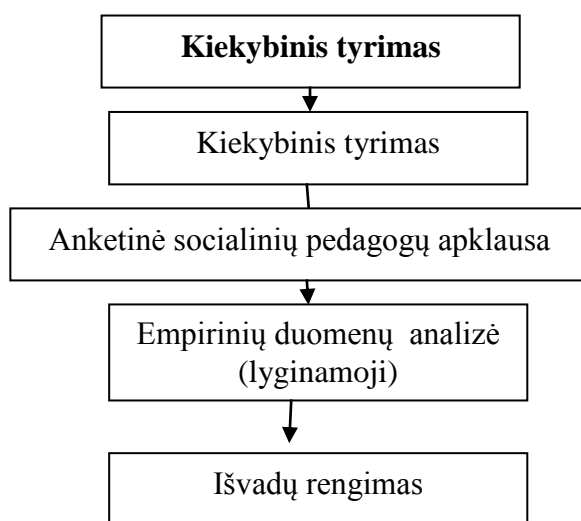 Kiekybinis tyrimas
Kiekybinis tyrimas
Anketinė socialinių pedagogų apklausa
Empirinių duomenų analizė
(lyginamoji)
Išvadų rengimas